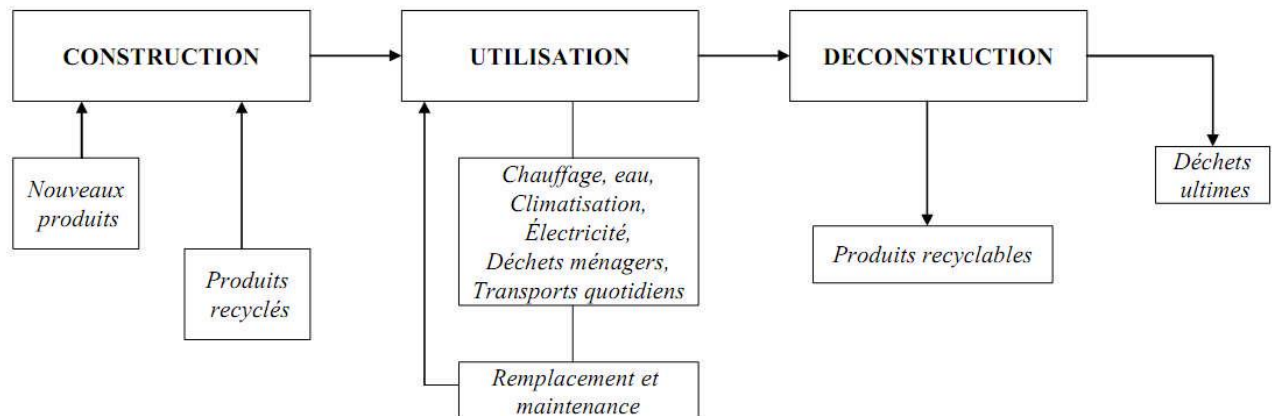 CONSTRUCTION
UTILISATION
DECONSTRUCTION
Nouveaux
produits
Produits
recyclés
Chauffage, eau,
Climatisation,
Électricité,
Déchets ménagers,
Transports quotidiens
Remplacement et
maintenance
Produits recyclables
Déchets
ultimes